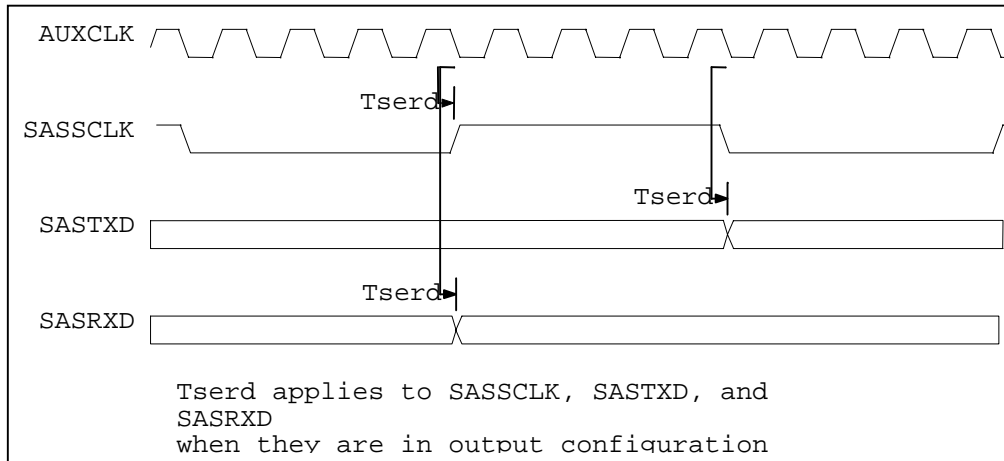 AUXCLK
Tserd
SASSCLK
Tserd
SASTXD
Tserd
SASRXD
Tserd applies to SASSCLK, SASTXD, and
SASRXD
when they are in output configuration